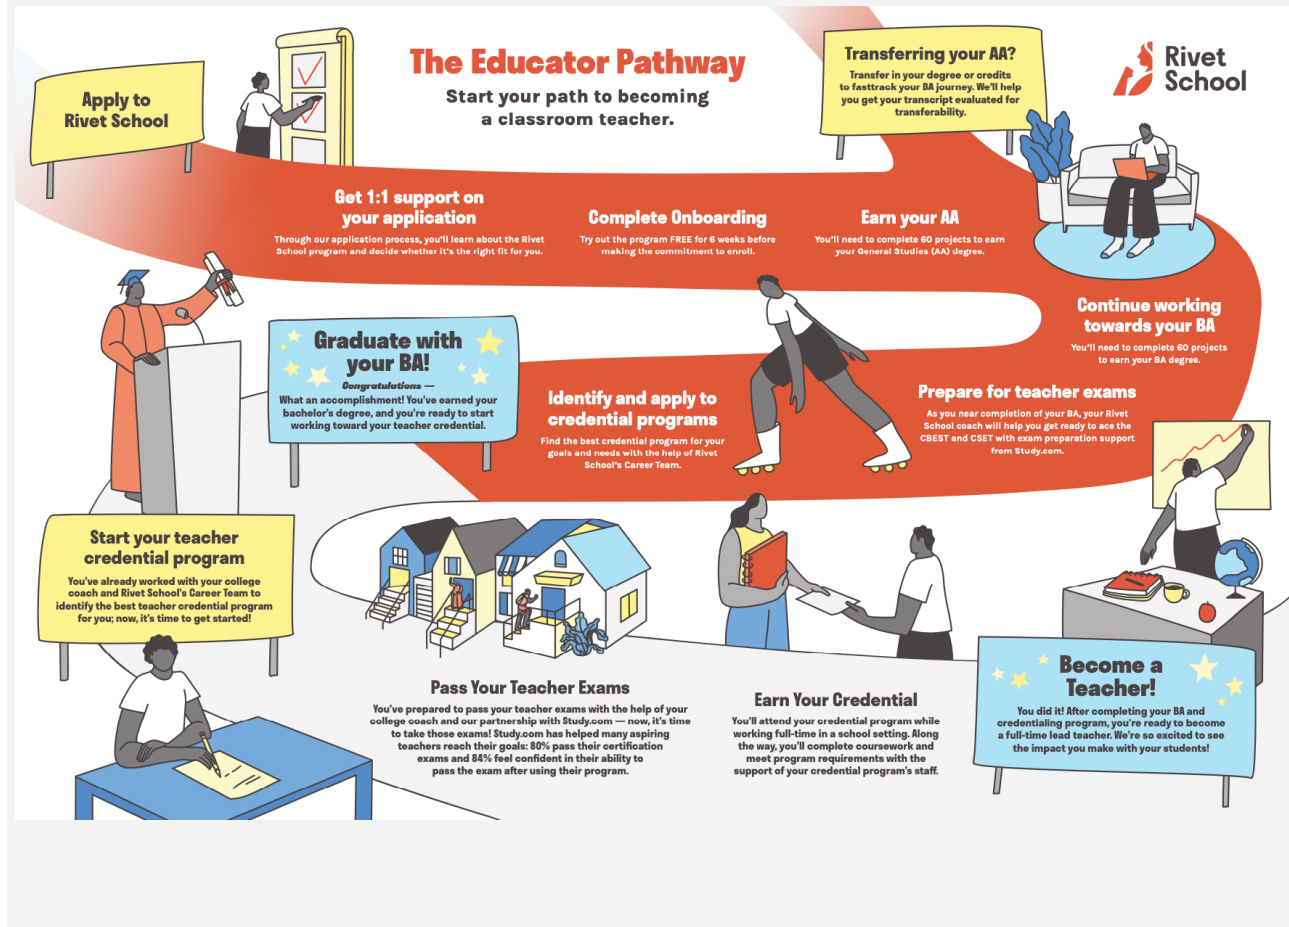 The Educator Pathway
Start your path to becoming
a classroom teacher.
Rivet
School
Apply to
Rivet School
Transferring your AA?
Transfer in your degree or credits
to fasttrack your BA journey. We'll help
you get your transcript evaluated for
transferability.
Get 1:1 support on
your application
Through our application process, you'll learn about the Rivet
School program and decide whether it's the right fit for you.
Complete Onboarding
Try out the program FREE for 6 weeks before
making the commitment to enroll.
Earn your AA
You'll need to complete 60 projects to earn
your General Studies (AA) degree.
Continue working
towards your BA
You'll need to complete 60 projects
to earn your BA degree.
Prepare for teacher exams
As you near completion of your BA, your Rivet
School coach will help you get ready to ace the
CBEST and CSET with exam preparation support
from Study.com.
Identify and apply to
credential programs
Find the best credential program for your
goals and needs with the help of Rivet
School's Career Team.
Graduate with
your BA!
Congratulations —
What an accomplishment! You've earned your
bachelor's degree, and you're ready to start
working toward your teacher credential.
Start your teacher
credential program
You've already worked with your college
coach and Rivet School's Career Team to
identify the best teacher credential program
for you; now, it's time to get started!
Pass Your Teacher Exams
You've prepared to pass your teacher exams with the help of your
college coach and our partnership with Study.com — now, it's time
to take those exams! Study.com has helped many aspiring
teachers reach their goals: 80% pass their certification
exams and 84% feel confident in their ability to
pass the exam after using their program.
Earn Your Credential
You'll attend your credential program while
working full-time in a school setting. Along
the way, you'll complete coursework and
meet program requirements with the
support of your credential program's staff.
Become a
Teacher!
You did it! After completing your BA and
credentialing program, you're ready to become
a full-time lead teacher. We're so excited to see
the impact you make with your students!